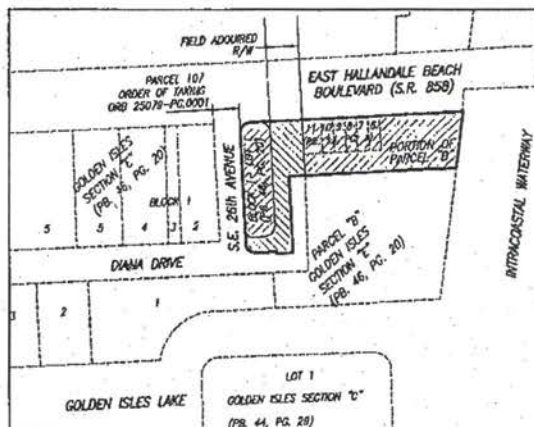 FIELD ADQUIRED
R/W
PARCEL 107
ORDER OF TAKING
ORB 25079-PG.0001
EAST HALLANDALE BEACH
BOULEVARD (S.R. 858)
GOLDEN ISLES
SECTION "E"
(PB. 46, PG. 20)
BLOCK 1
5
5
4
3
2
S.E. 26th AVENUE
PORTION OF
PARCEL "B"
PARCEL "B"
GOLDEN ISLES
SECTION "E"
(PB. 46, PG. 20)
INTRACOASTAL WATERWAY
DIANA DRIVE
3
2
1
GOLDEN ISLES LAKE
LOT 1
GOLDEN ISLES SECTION "C"
(PB. 44, PG. 29)